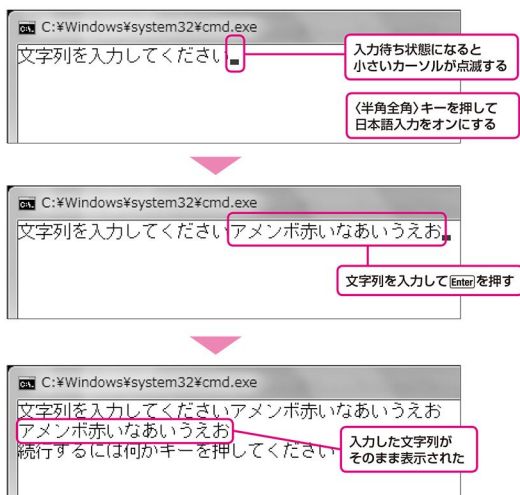 C:¥Windows¥system32¥cmd.exe
文字列を入力してください
入力待ち状態になると
小さいカーソルが点滅する
〈半角全角〉キーを押して
日本語入力をオンにする
C:¥Windows¥system32¥cmd.exe
文字列を入力してくださいアメンボ赤いなあいうえお
文字列を入力してEnterを押す
C:¥Windows¥system32¥cmd.exe
文字列を入力してくださいアメンボ赤いなあいうえお
アメンボ赤いなあいうえお
続行するには何かキーを押してください
入力した文字列が
そのまま表示された